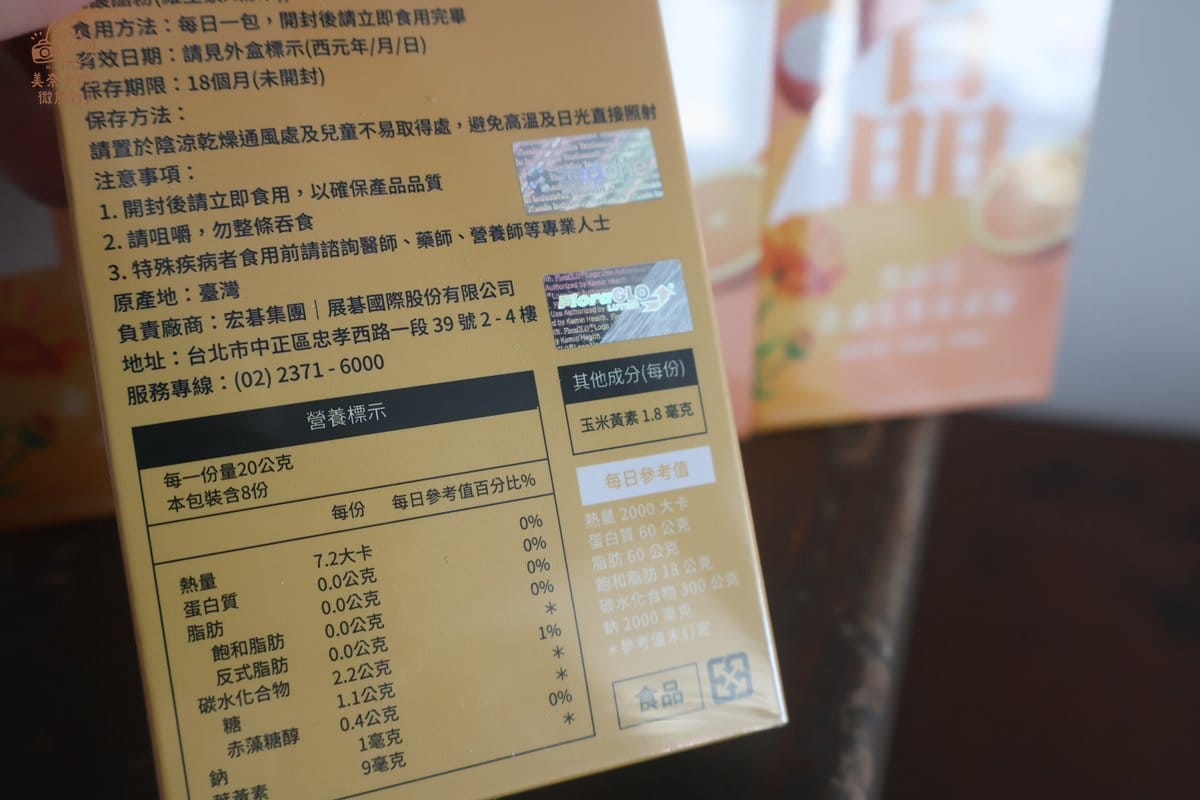 食用方法：每日一包，開封後請立即食用完畢
有效日期：請見外盒標示(西元年/月/日)
保存期限：18個月(未開封)
保存方法：
請置於陰涼乾燥通風處及兒童不易取得處，避免高溫及日光直接照射
注意事項：
1. 開封後請立即食用，以確保產品品質
2. 請咀嚼，勿整條吞食
3. 特殊疾病者食用前請諮詢醫師、藥師、營養師等專業人士
原產地：臺灣
負責廠商：宏碁集團｜展碁國際股份有限公司
地址：台北市中正區忠孝西路一段 39 號 2 - 4 樓
服務專線：(02) 2371 - 6000
FloraGLO
LUTEIN
營養標示
每一份量20公克
本包裝含8份
每份 每日參考值百分比%
熱量 7.2大卡 0%
蛋白質 0.0公克 0%
脂肪 0.0公克 0%
飽和脂肪 0.0公克 0%
反式脂肪 0.0公克 *
碳水化合物 2.2公克 1%
糖 1.1公克 *
赤藻糖醇 0.4公克 *
鈉 1毫克 0%
葉黃素 9毫克 *
其他成分(每份)
玉米黃素 1.8 毫克
每日參考值
熱量 2000 大卡
蛋白質 60 公克
脂肪 60 公克
飽和脂肪 18 公克
碳水化合物 300 公克
鈉 2000 毫克
*參考值未訂定
食品
晶